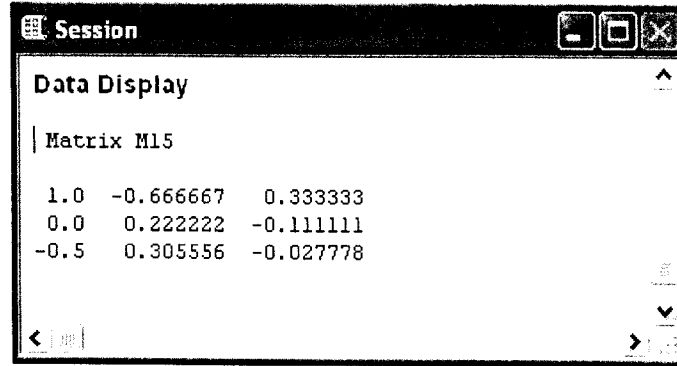 Session
Data Display
Matrix M15
1.0 -0.666667 0.333333
0.0 0.222222 -0.111111
-0.5 0.305556 -0.027778